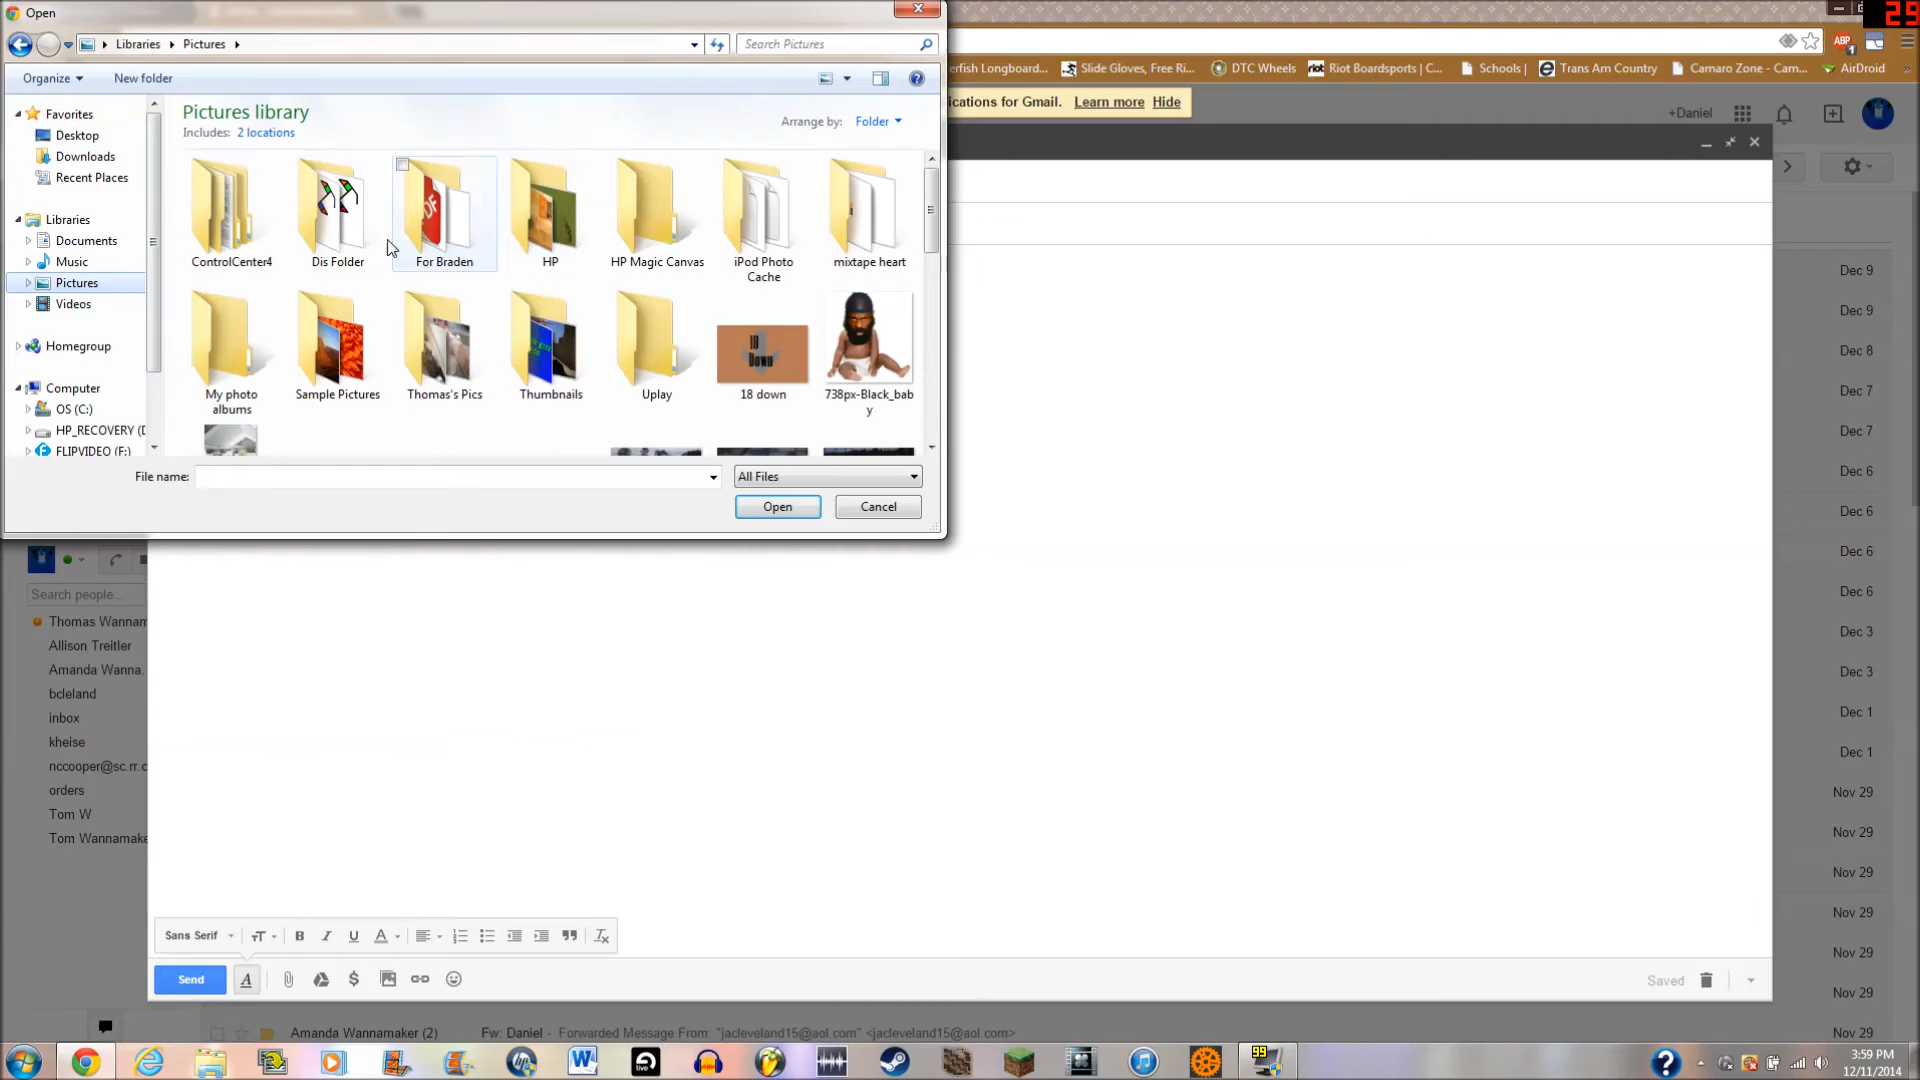 Open
29
Libraries Pictures
Search Pictures
ABP
1
Organize New folder
erfish Longboard... Slide Gloves, Free Ri... DTC Wheels Riot Boardsports | C... Schools | Trans Am Country Camaro Zone - Cam... AirDroid »
Favorites
Desktop
Downloads
Recent Places
Libraries
Documents
Music
Pictures
Videos
Homegroup
Computer
OS (C:)
HP_RECOVERY (D
FLIPVIDEO (F:)
Pictures library
Includes: 2 locations
Arrange by: Folder
ications for Gmail. Learn more Hide
+Daniel
ControlCenter4 Dis Folder For Braden HP HP Magic Canvas iPod Photo Cache mixtape heart
My photo albums Sample Pictures Thomas's Pics Thumbnails Uplay 18 down 738px-Black_baby
18
Down
File name:
All Files
Open Cancel
Dec 9
Dec 9
Dec 8
Dec 7
Dec 7
Dec 6
Dec 6
Dec 6
Dec 6
Dec 3
Dec 3
Dec 1
Dec 1
Nov 29
Nov 29
Nov 29
Nov 29
Nov 29
Nov 29
Nov 29
Search people...
Thomas Wannam
Allison Treitler
Amanda Wanna.
bcleland
inbox
kheise
nccooper@sc.rr.c
orders
Tom W
Tom Wannamake
Sans Serif
Send
Saved
Amanda Wannamaker (2) Fw: Daniel - Forwarded Message From: "jacleveland15@aol.com" <jacleveland15@aol.com>
live
99
3:59 PM
12/11/2014